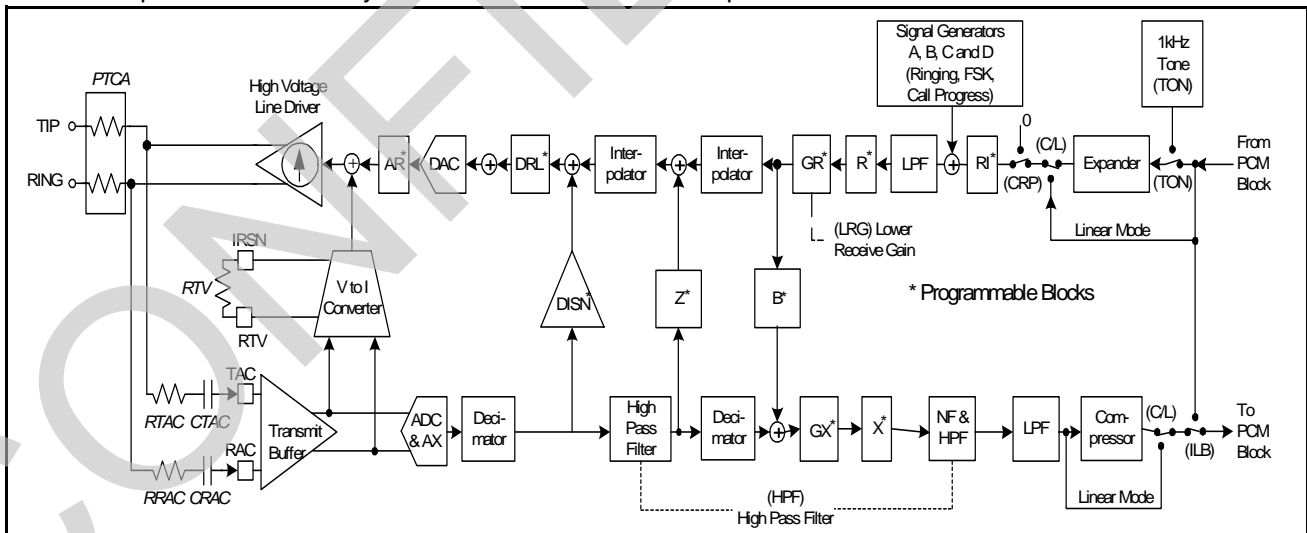 Signal Generators
A, B, C and D
(Ringing, FSK,
Call Progress)
1kHz
Tone
(TON)
PTCA
High Voltage
Line Driver
TIP
RING
AR*
DAC
DRL*
Inter-
polator
Inter-
polator
GR*
R*
LPF
RI*
0
(C/L)
(CRP)
Expander
(TON)
From
PCM
Block
(LRG) Lower
Receive Gain
Linear Mode
IRSN
RTV
RTV
V to I
Converter
DISN*
Z*
B*
* Programmable Blocks
TAC
RTAC CTAC
Transmit
Buffer
RAC
RRAC CRAC
ADC
& AX
Deci-
mator
High
Pass
Filter
Deci-
mator
GX*
X*
NF &
HPF
LPF
Com-
pressor
(C/L)
(ILB)
To
PCM
Block
Linear Mode
(HPF)
High Pass Filter